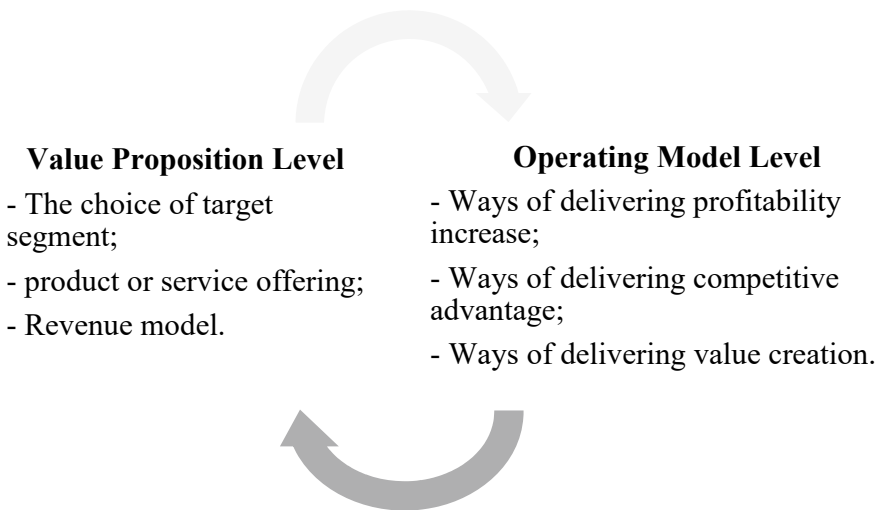 Value Proposition Level
- The choice of target
segment;
- product or service offering;
- Revenue model.
Operating Model Level
- Ways of delivering profitability
increase;
- Ways of delivering competitive
advantage;
- Ways of delivering value creation.